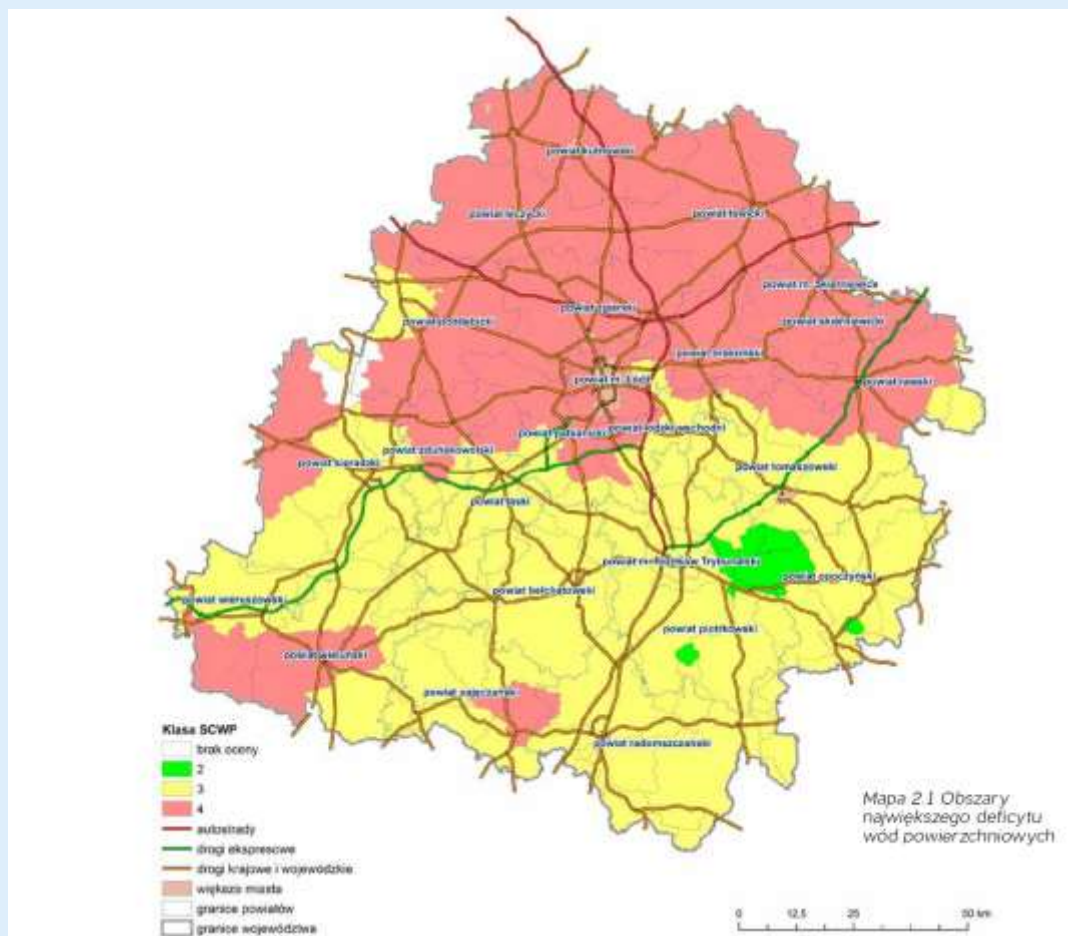 powiat kutnowski
powiat łęczycki
powiat łowicki
powiat m. Skierniewice
powiat zgierski
powiat poddębicki
powiat skierniewicki
powiat brzeziński
powiat m. Łódź
powiat rawski
powiat łódzki wschodni
powiat pabianicki
powiat zduńskowolski
powiat sieradzki
powiat tomaszowski
powiat łaski
powiat m. Piotrków Trybunalski
powiat opoczyński
powiat bełchatowski
powiat wieruszowski
powiat piotrkowski
powiat wieluński
powiat pajęczański
powiat radomszczański
Klasa SCWP
brak oceny
2
3
4
autostrady
drogi ekspresowe
drogi krajowe i wojewódzkie
większe miasta
granice powiatów
granice województwa
Mapa 2.1 Obszary
największego deficytu
wód powierzchniowych
0 12,5 25 50 km